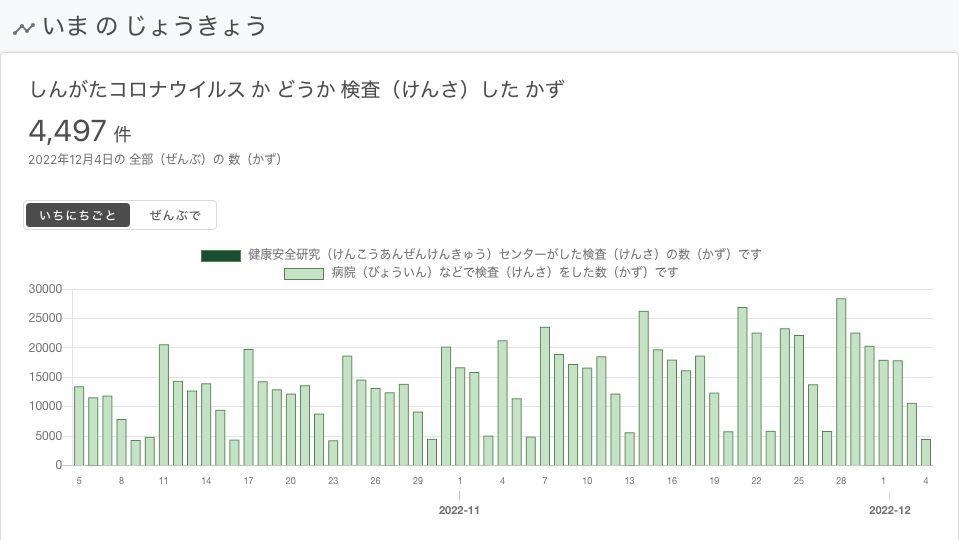 いま の じょうきょう
しんがたコロナウイルス か どうか 検査（けんさ）した かず
4,497 件
2022年12月4日の 全部（ぜんぶ）の 数（かず）
いちにちごと ぜんぶで
健康安全研究（けんこうあんぜんけんきゅう）センターがした検査（けんさ）の数（かず）です
病院（びょういん）などで検査（けんさ）をした数（かず）です
30000
25000
20000
15000
10000
5000
0
5 8 11 14 17 20 23 26 29 1 4 7 10 13 16 19 22 25 28 1 4
2022-11 2022-12